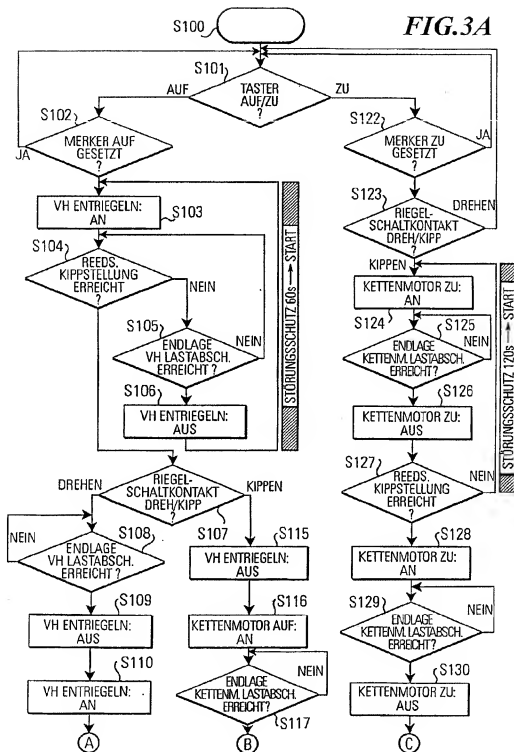 FIG.3A
S100
S101
TASTER
AUF/ZU
?
AUF
ZU
S102
MERKER AUF
GESETZT
?
JA
VH ENTRIEGELN:
AN
S103
S104
REEDS.
KIPPSTELLUNG
ERREICHT
?
NEIN
S105
ENDLAGE
VH LASTABSCH.
ERREICHT ?
NEIN
S106
VH ENTRIEGELN:
AUS
STÖRUNGSSCHUTZ 60s → START
RIEGEL-
SCHALTKONTAKT
DREH/KIPP
?
S107
DREHEN
KIPPEN
NEIN
S108
ENDLAGE
VH LASTABSCH.
ERREICHT ?
S109
VH ENTRIEGELN:
AUS
S110
VH ENTRIEGELN:
AN
A
S115
VH ENTRIEGELN:
AUS
S116
KETTENMOTOR AUF:
AN
NEIN
ENDLAGE
KETTENM. LASTABSCH.
ERREICHT?
S117
B
S122
MERKER ZU
GESETZT
?
JA
S123
RIEGEL-
SCHALTKONTAKT
DREH/KIPP
?
DREHEN
KIPPEN
KETTENMOTOR ZU:
AN
S124
S125
ENDLAGE
KETTENM. LASTABSCH.
ERREICHT?
NEIN
S126
KETTENMOTOR ZU:
AUS
S127
REEDS.
KIPPSTELLUNG
ERREICHT
?
NEIN
STÖRUNGSSCHUTZ 120s → START
S128
KETTENMOTOR ZU:
AN
S129
ENDLAGE
KETTENM. LASTABSCH.
ERREICHT?
NEIN
S130
KETTENMOTOR ZU:
AUS
C